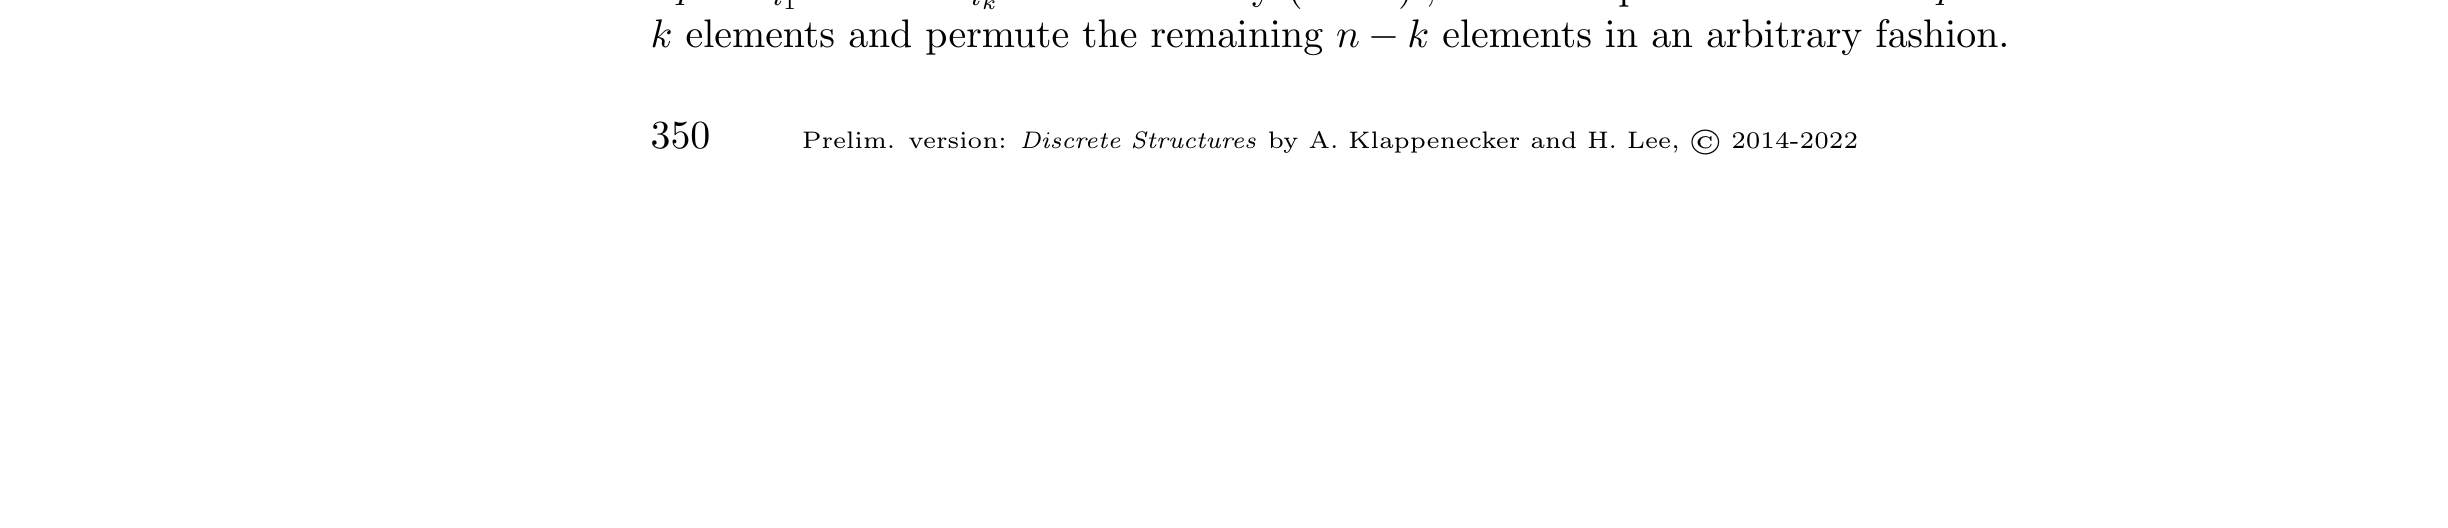 k elements and permute the remaining n − k elements in an arbitrary fashion.
350 Prelim. version: Discrete Structures by A. Klappenecker and H. Lee, © 2014-2022